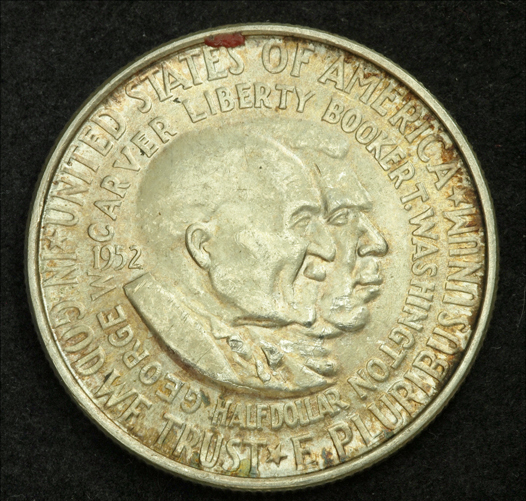 UNITED STATES OF AMERICA ★ E PLURIBUS UNUM ★ IN GOD WE TRUST ★
GEORGE W CARVER LIBERTY BOOKER T. WASHINGTON
1952
HALF DOLLAR